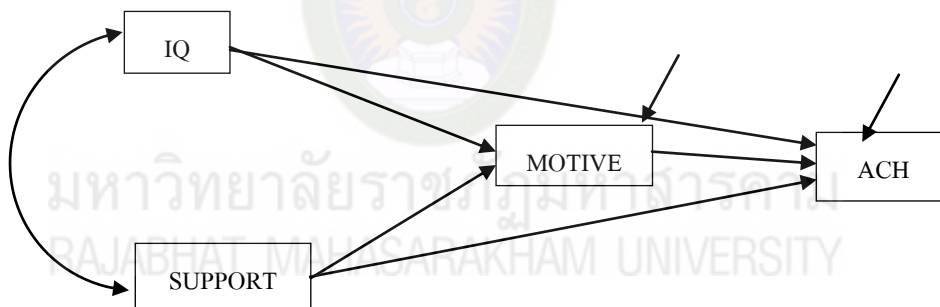 IQ
MOTIVE
ACH
มหาวิทยาลัยราชภัฏมหาสารคาม
RAJABHAT MAHASARAKHAM UNIVERSITY
SUPPORT